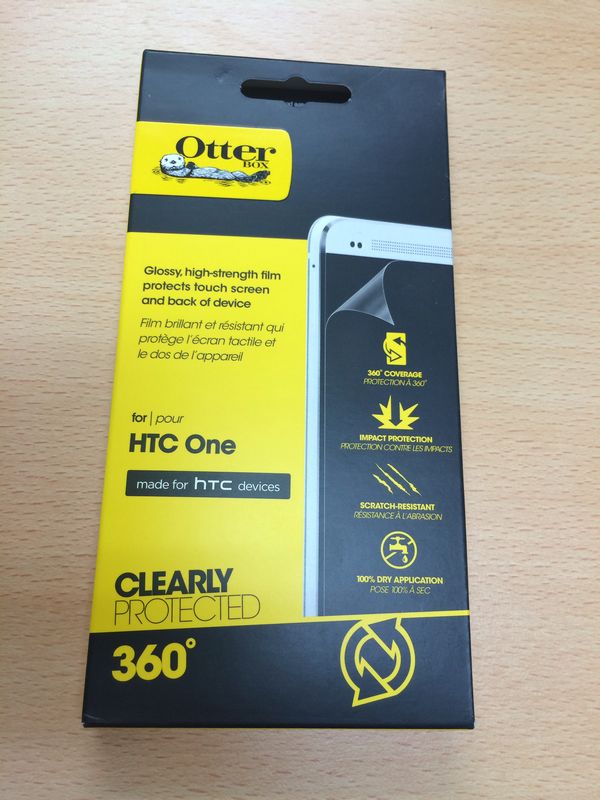 Otter
BOX
Glossy, high-strength film
protects touch screen
and back of device
Film brillant et résistant qui
protège l'écran tactile et
le dos de l'appareil
for | pour
HTC One
made for hTC devices
360° COVERAGE
PROTECTION À 360°
IMPACT PROTECTION
PROTECTION CONTRE LES IMPACTS
SCRATCH-RESISTANT
RÉSISTANCE À L'ABRASION
100% DRY APPLICATION
POSE 100% À SEC
CLEARLY
PROTECTED
360°